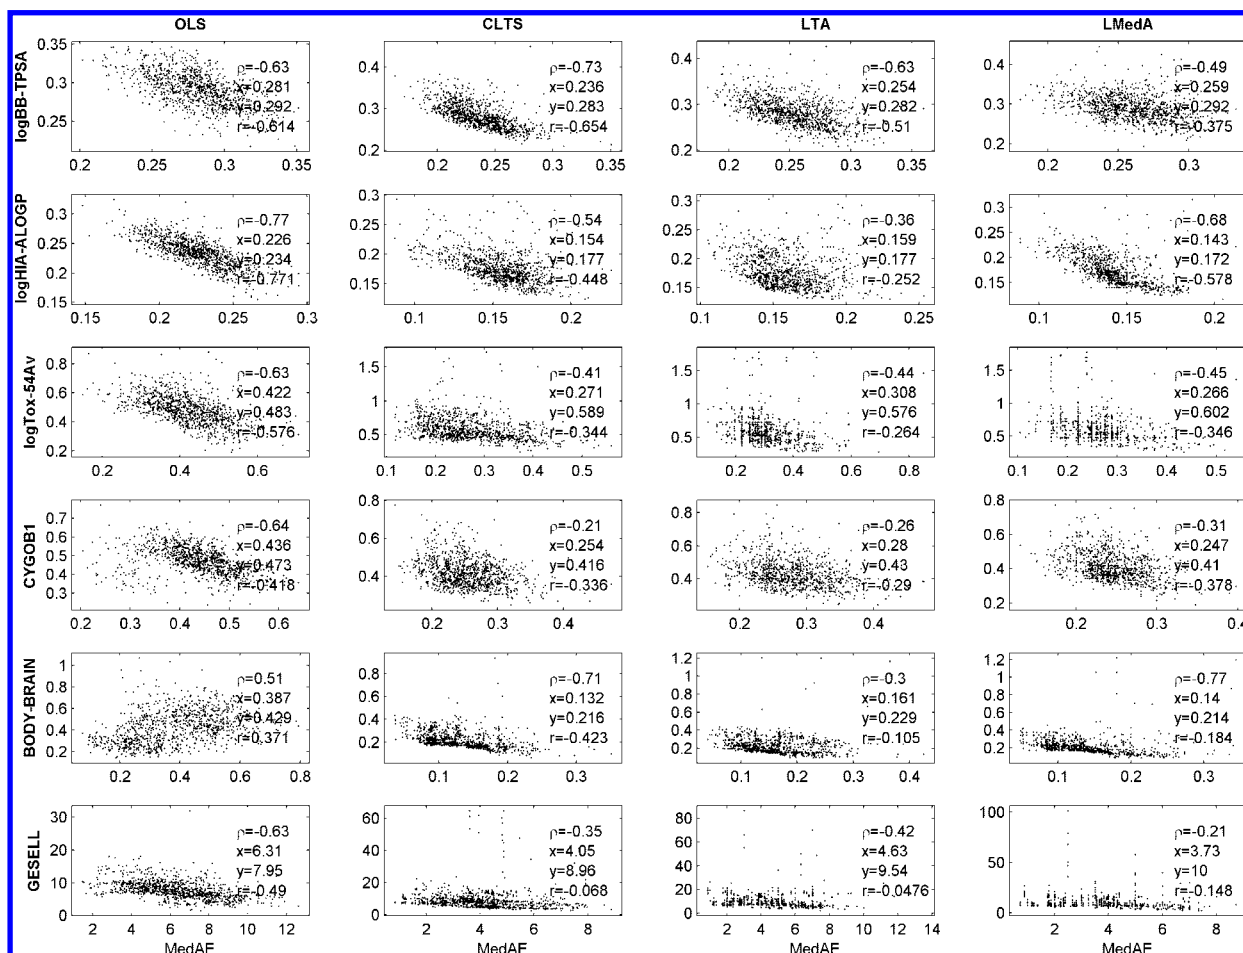 OLS CLTS LTA LMedA
logBB-TPSA
0.35
0.3
0.25
ρ=-0.63
x=0.281
y=0.292
r=-0.614
0.2 0.25 0.3 0.35
0.4
0.3
0.2
ρ=-0.73
x=0.236
y=0.283
r=-0.654
0.2 0.25 0.3 0.35
0.4
0.3
0.2
ρ=-0.63
x=0.254
y=0.282
r=-0.51
0.2 0.25 0.3 0.35
0.4
0.3
0.2
ρ=-0.49
x=0.259
y=0.292
r=-0.375
0.2 0.25 0.3
logHIA-ALOGP
0.3
0.25
0.2
0.15
ρ=-0.77
x=0.226
y=0.234
r=-0.771
0.15 0.2 0.25 0.3
0.3
0.25
0.2
0.15
ρ=-0.54
x=0.154
y=0.177
r=-0.448
0.1 0.15 0.2
0.3
0.25
0.2
0.15
ρ=-0.36
x=0.159
y=0.177
r=-0.252
0.1 0.15 0.2 0.25
0.3
0.25
0.2
0.15
ρ=-0.68
x=0.143
y=0.172
r=-0.578
0.1 0.15 0.2
logTox-54Av
0.8
0.6
0.4
0.2
ρ=-0.63
x=0.422
y=0.483
r=-0.576
0.2 0.4 0.6
1.5
1
0.5
ρ=-0.41
x=0.271
y=0.589
r=-0.344
0.1 0.2 0.3 0.4 0.5
1.5
1
0.5
ρ=-0.44
x=0.308
y=0.576
r=-0.264
0.2 0.4 0.6 0.8
1.5
1
0.5
ρ=-0.45
x=0.266
y=0.602
r=-0.346
0.1 0.2 0.3 0.4 0.5
CYGOB1
0.7
0.6
0.5
0.4
0.3
ρ=-0.64
x=0.436
y=0.473
r=-0.418
0.2 0.3 0.4 0.5 0.6
0.8
0.6
0.4
ρ=-0.21
x=0.254
y=0.416
r=-0.336
0.2 0.3 0.4
0.8
0.6
0.4
ρ=-0.26
x=0.28
y=0.43
r=-0.29
0.2 0.3 0.4
0.8
0.6
0.4
0.2
ρ=-0.31
x=0.247
y=0.41
r=-0.378
0.2 0.3 0.4
BODY-BRAIN
1
0.8
0.6
0.4
0.2
ρ=0.51
x=0.387
y=0.429
r=0.371
0.2 0.4 0.6 0.8
0.8
0.6
0.4
0.2
ρ=-0.71
x=0.132
y=0.216
r=-0.423
0.1 0.2 0.3
1.2
1
0.8
0.6
0.4
0.2
ρ=-0.3
x=0.161
y=0.229
r=-0.105
0.1 0.2 0.3 0.4
1.2
1
0.8
0.6
0.4
0.2
ρ=-0.77
x=0.14
y=0.214
r=-0.184
0.1 0.2 0.3
GESELL
30
20
10
0
ρ=-0.63
x=6.31
y=7.95
r=-0.49
2 4 6 8 10 12
MedAE
60
40
20
0
ρ=-0.35
x=4.05
y=8.96
r=-0.068
2 4 6 8
MedAE
80
60
40
20
0
ρ=-0.42
x=4.63
y=9.54
r=-0.0476
2 4 6 8 10 12 14
MedAE
100
50
0
ρ=-0.21
x=3.73
y=10
r=-0.148
2 4 6 8
MedAE